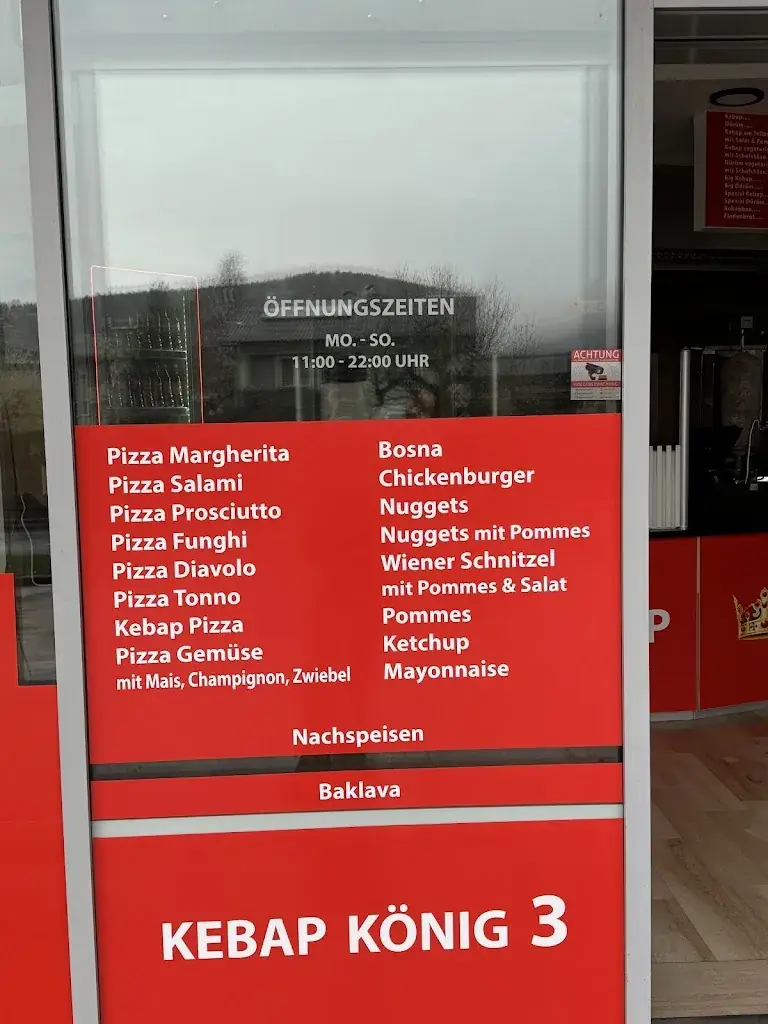 ÖFFNUNGSZEITEN
MO. - SO.
11:00 - 22:00 UHR
ACHTUNG
Pizza Margherita
Pizza Salami
Pizza Prosciutto
Pizza Funghi
Pizza Diavolo
Pizza Tonno
Kebap Pizza
Pizza Gemüse
mit Mais, Champignon, Zwiebel
Bosna
Chickenburger
Nuggets
Nuggets mit Pommes
Wiener Schnitzel
mit Pommes & Salat
Pommes
Ketchup
Mayonnaise
Nachspeisen
Baklava
KEBAP KÖNIG 3
Kebap....
Dürüm....
P